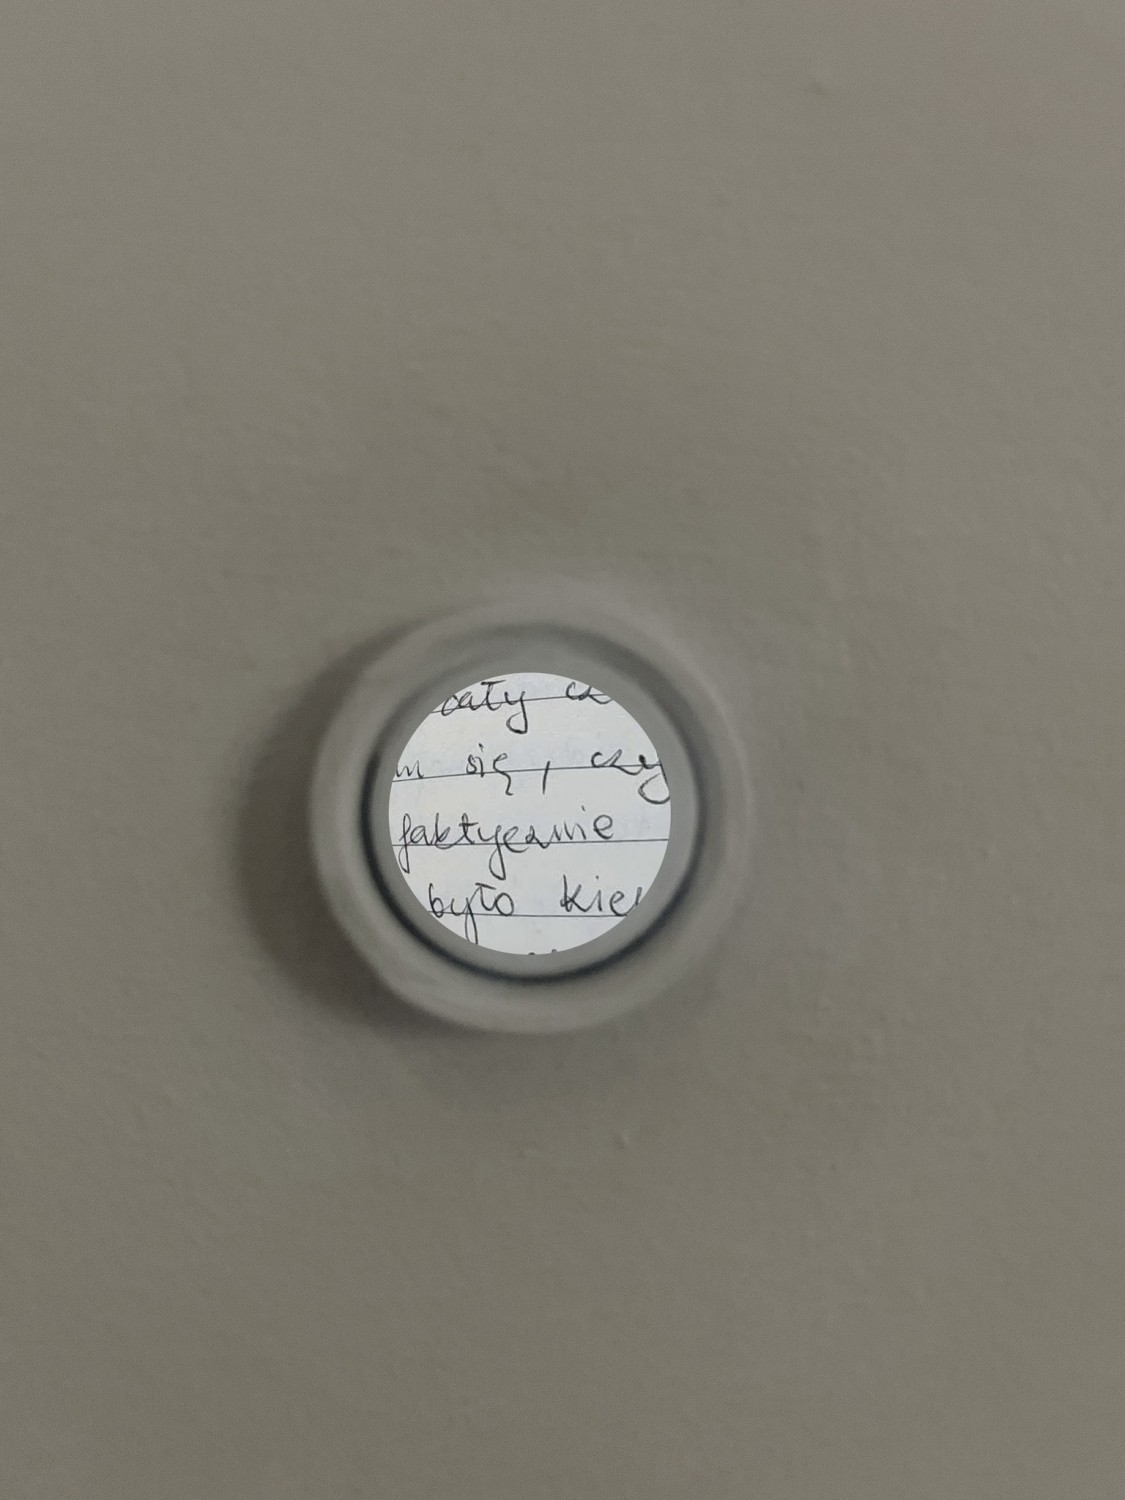 cały
się, czy
faktycznie
było